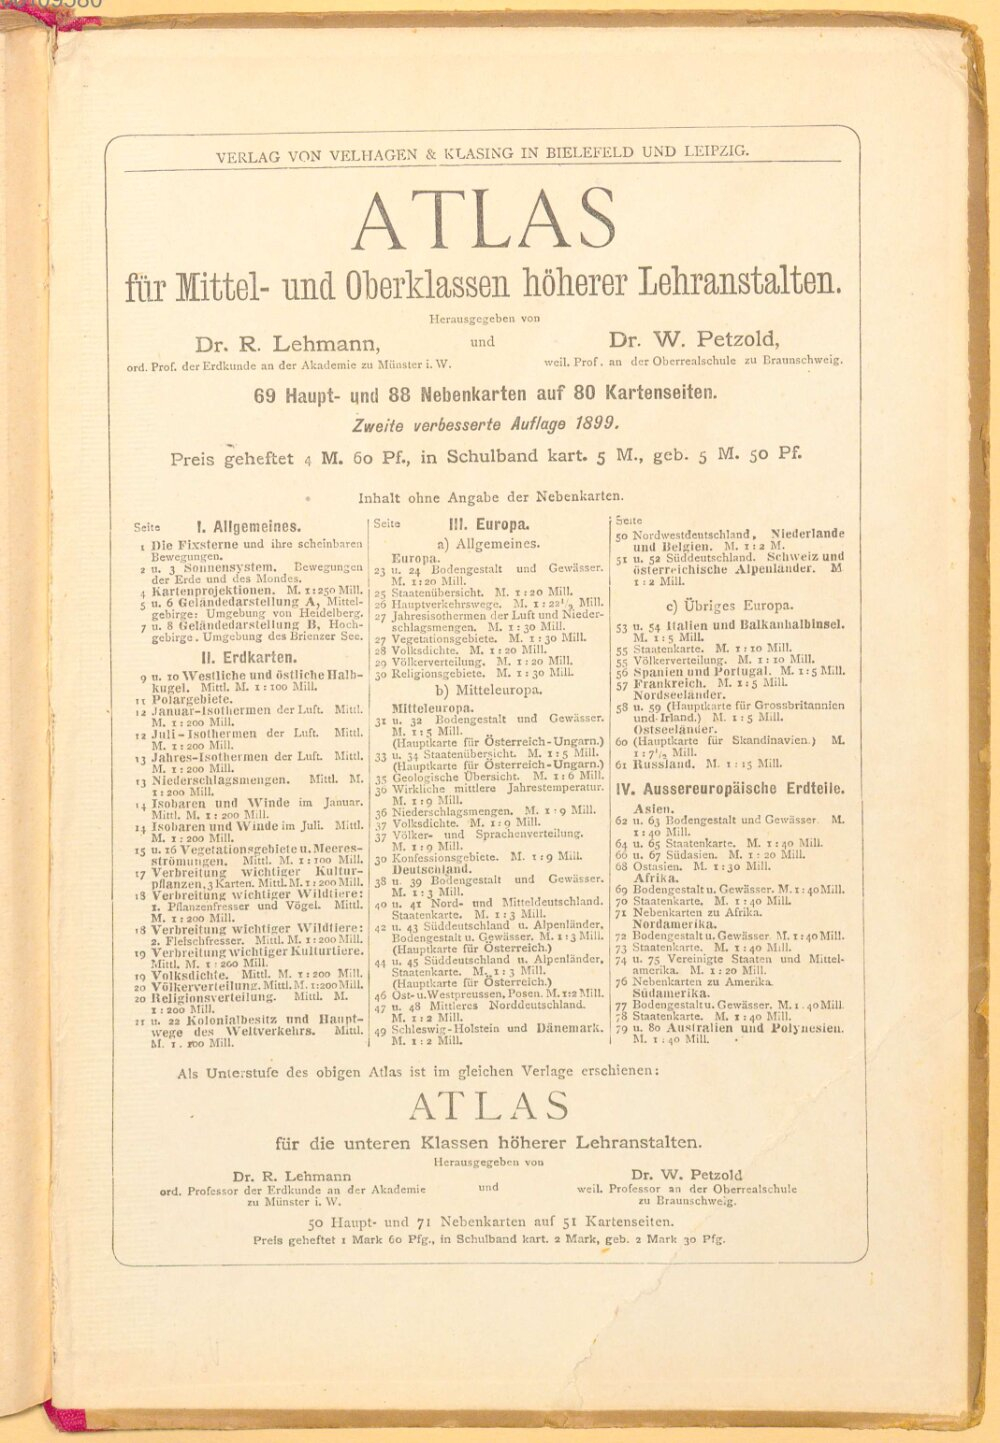 VERLAG VON VELHAGEN & KLASING IN BIELEFELD UND LEIPZIG.
ATLAS
für Mittel- und Oberklassen höherer Lehranstalten.
Herausgegeben von
Dr. R. Lehmann,
ord. Prof. der Erdkunde an der Akademie zu Münster i. W.
und
Dr. W. Petzold,
weil. Prof. an der Oberrealschule zu Braunschweig.
69 Haupt- und 88 Nebenkarten auf 80 Kartenseiten.
Zweite verbesserte Auflage 1899.
Preis geheftet 4 M. 60 Pf., in Schulband kart. 5 M., geb. 5 M. 50 Pf.
Inhalt ohne Angabe der Nebenkarten.
Seite
I. Allgemeines.
1 Die Fixsterne und ihre scheinbaren
Bewegungen.
2 u. 3 Sonnensystem. Bewegungen
der Erde und des Mondes.
4 Kartenprojektionen. M. 1:250 Mill.
5 u. 6 Geländedarstellung A, Mittel-
gebirge: Umgebung von Heidelberg.
7 u. 8 Geländedarstellung B, Hoch-
gebirge. Umgebung des Brienzer See.
II. Erdkarten.
9 u. 10 Westliche und östliche Halb-
kugel. Mittl. M. 1:100 Mill.
11 Polargebiete.
12 Januar-Isothermen der Luft. Mittl.
M. 1:200 Mill.
12 Juli-Isothermen der Luft. Mittl.
M. 1:200 Mill.
13 Jahres-Isothermen der Luft. Mittl.
M. 1:200 Mill.
13 Niederschlagsmengen. Mittl. M.
1:200 Mill.
14 Isobaren und Winde im Januar.
Mittl. M. 1:200 Mill.
14 Isobaren und Winde im Juli. Mittl.
M. 1:200 Mill.
15 u. 16 Vegetationsgebiete u. Meeres-
strömungen. Mittl. M. 1:100 Mill.
17 Verbreitung wichtiger Kultur-
pflanzen, 3 Karten. Mittl. M. 1:200 Mill.
18 Verbreitung wichtiger Wildtiere:
1. Pflanzenfresser und Vögel. Mittl.
M. 1:200 Mill.
18 Verbreitung wichtiger Wildtiere:
2. Fleischfresser. Mittl. M. 1:200 Mill.
19 Verbreitung wichtiger Kulturtiere.
Mittl. M. 1:200 Mill.
19 Volksdichte. Mittl. M. 1:200 Mill.
20 Völkerverteilung. Mittl. M. 1:200 Mill.
20 Religionsverteilung. Mittl. M.
1:200 Mill.
21 u. 22 Kolonialbesitz und Haupt-
wege des Weltverkehrs. Mittl.
M. 1:100 Mill.
Seite
III. Europa.
a) Allgemeines.
Europa.
23 u. 24 Bodengestalt und Gewässer.
M. 1:20 Mill.
25 Staatenübersicht. M. 1:20 Mill.
26 Hauptverkehrswege. M. 1:22½ Mill.
27 Jahresisothermen der Luft und Nieder-
schlagsmengen. M. 1:30 Mill.
27 Vegetationsgebiete. M. 1:30 Mill.
28 Volksdichte. M. 1:20 Mill.
29 Völkerverteilung. M. 1:20 Mill.
30 Religionsgebiete. M. 1:30 Mill.
b) Mitteleuropa.
Mitteleuropa.
31 u. 32 Bodengestalt und Gewässer.
M. 1:5 Mill.
(Hauptkarte für Österreich-Ungarn.)
33 u. 34 Staatenübersicht. M. 1:5 Mill.
(Hauptkarte für Österreich-Ungarn.)
35 Geologische Übersicht. M. 1:6 Mill.
36 Wirkliche mittlere Jahrestemperatur.
M. 1:9 Mill.
36 Niederschlagsmengen. M. 1:9 Mill.
37 Volksdichte. M. 1:9 Mill.
37 Völker- und Sprachenverteilung.
M. 1:9 Mill.
30 Konfessionsgebiete. M. 1:9 Mill.
Deutschland.
38 u. 39 Bodengestalt und Gewässer.
M. 1:3 Mill.
40 u. 41 Nord- und Mitteldeutschland.
Staatenkarte. M. 1:3 Mill.
42 u. 43 Süddeutschland u. Alpenländer.
Bodengestalt u. Gewässer. M. 1:3 Mill.
(Hauptkarte für Österreich.)
44 u. 45 Süddeutschland u. Alpenländer,
Staatenkarte. M. 1:3 Mill.
(Hauptkarte für Österreich.)
46 Ost- u. Westpreussen, Posen. M. 1:2 Mill.
47 u. 48 Mittleres Norddeutschland.
M. 1:2 Mill.
49 Schleswig-Holstein und Dänemark.
M. 1:2 Mill.
Seite
50 Nordwestdeutschland, Niederlande
und Belgien. M. 1:2 M.
51 u. 52 Süddeutschland. Schweiz und
österreichische Alpenländer. M
1:2 Mill.
c) Übriges Europa.
53 u. 54 Italien und Balkanhalbinsel.
M. 1:5 Mill.
55 Staatenkarte. M. 1:10 Mill.
55 Völkerverteilung. M. 1:10 Mill.
56 Spanien und Portugal. M. 1:5 Mill.
57 Frankreich. M. 1:5 Mill.
Nordseeländer.
58 u. 59 (Hauptkarte für Grossbritannien
und Irland.) M. 1:5 Mill.
Ostseeländer.
60 (Hauptkarte für Skandinavien.) M.
1:7½ Mill.
61 Russland. M. 1:15 Mill.
IV. Aussereuropäische Erdteile.
Asien.
62 u. 63 Bodengestalt und Gewässer. M.
1:40 Mill.
64 u. 65 Staatenkarte. M. 1:40 Mill.
66 u. 67 Südasien. M. 1:20 Mill.
68 Ostasien. M. 1:30 Mill.
Afrika.
69 Bodengestalt u. Gewässer. M. 1:40 Mill.
70 Staatenkarte. M. 1:40 Mill.
71 Nebenkarten zu Afrika.
Nordamerika.
72 Bodengestalt u. Gewässer. M. 1:40 Mill.
73 Staatenkarte. M. 1:40 Mill.
74 u. 75 Vereinigte Staaten und Mittel-
amerika. M. 1:20 Mill.
76 Nebenkarten zu Amerika.
Südamerika.
77 Bodengestalt u. Gewässer. M. 1.40 Mill.
78 Staatenkarte. M. 1:40 Mill.
79 u. 80 Australien und Polynesien.
M. 1:40 Mill.
Als Unterstufe des obigen Atlas ist im gleichen Verlage erschienen:
ATLAS
für die unteren Klassen höherer Lehranstalten.
Herausgegeben von
Dr. R. Lehmann
ord. Professor der Erdkunde an der Akademie
zu Münster i. W.
und
Dr. W. Petzold
weil. Professor an der Oberrealschule
zu Braunschweig.
50 Haupt- und 71 Nebenkarten auf 51 Kartenseiten.
Preis geheftet 1 Mark 60 Pfg., in Schulband kart. 2 Mark, geb. 2 Mark 30 Pfg.